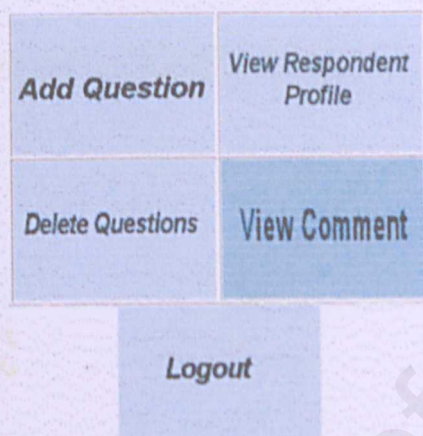 Add Question
View Respondent
Profile
Delete Questions
View Comment
Logout